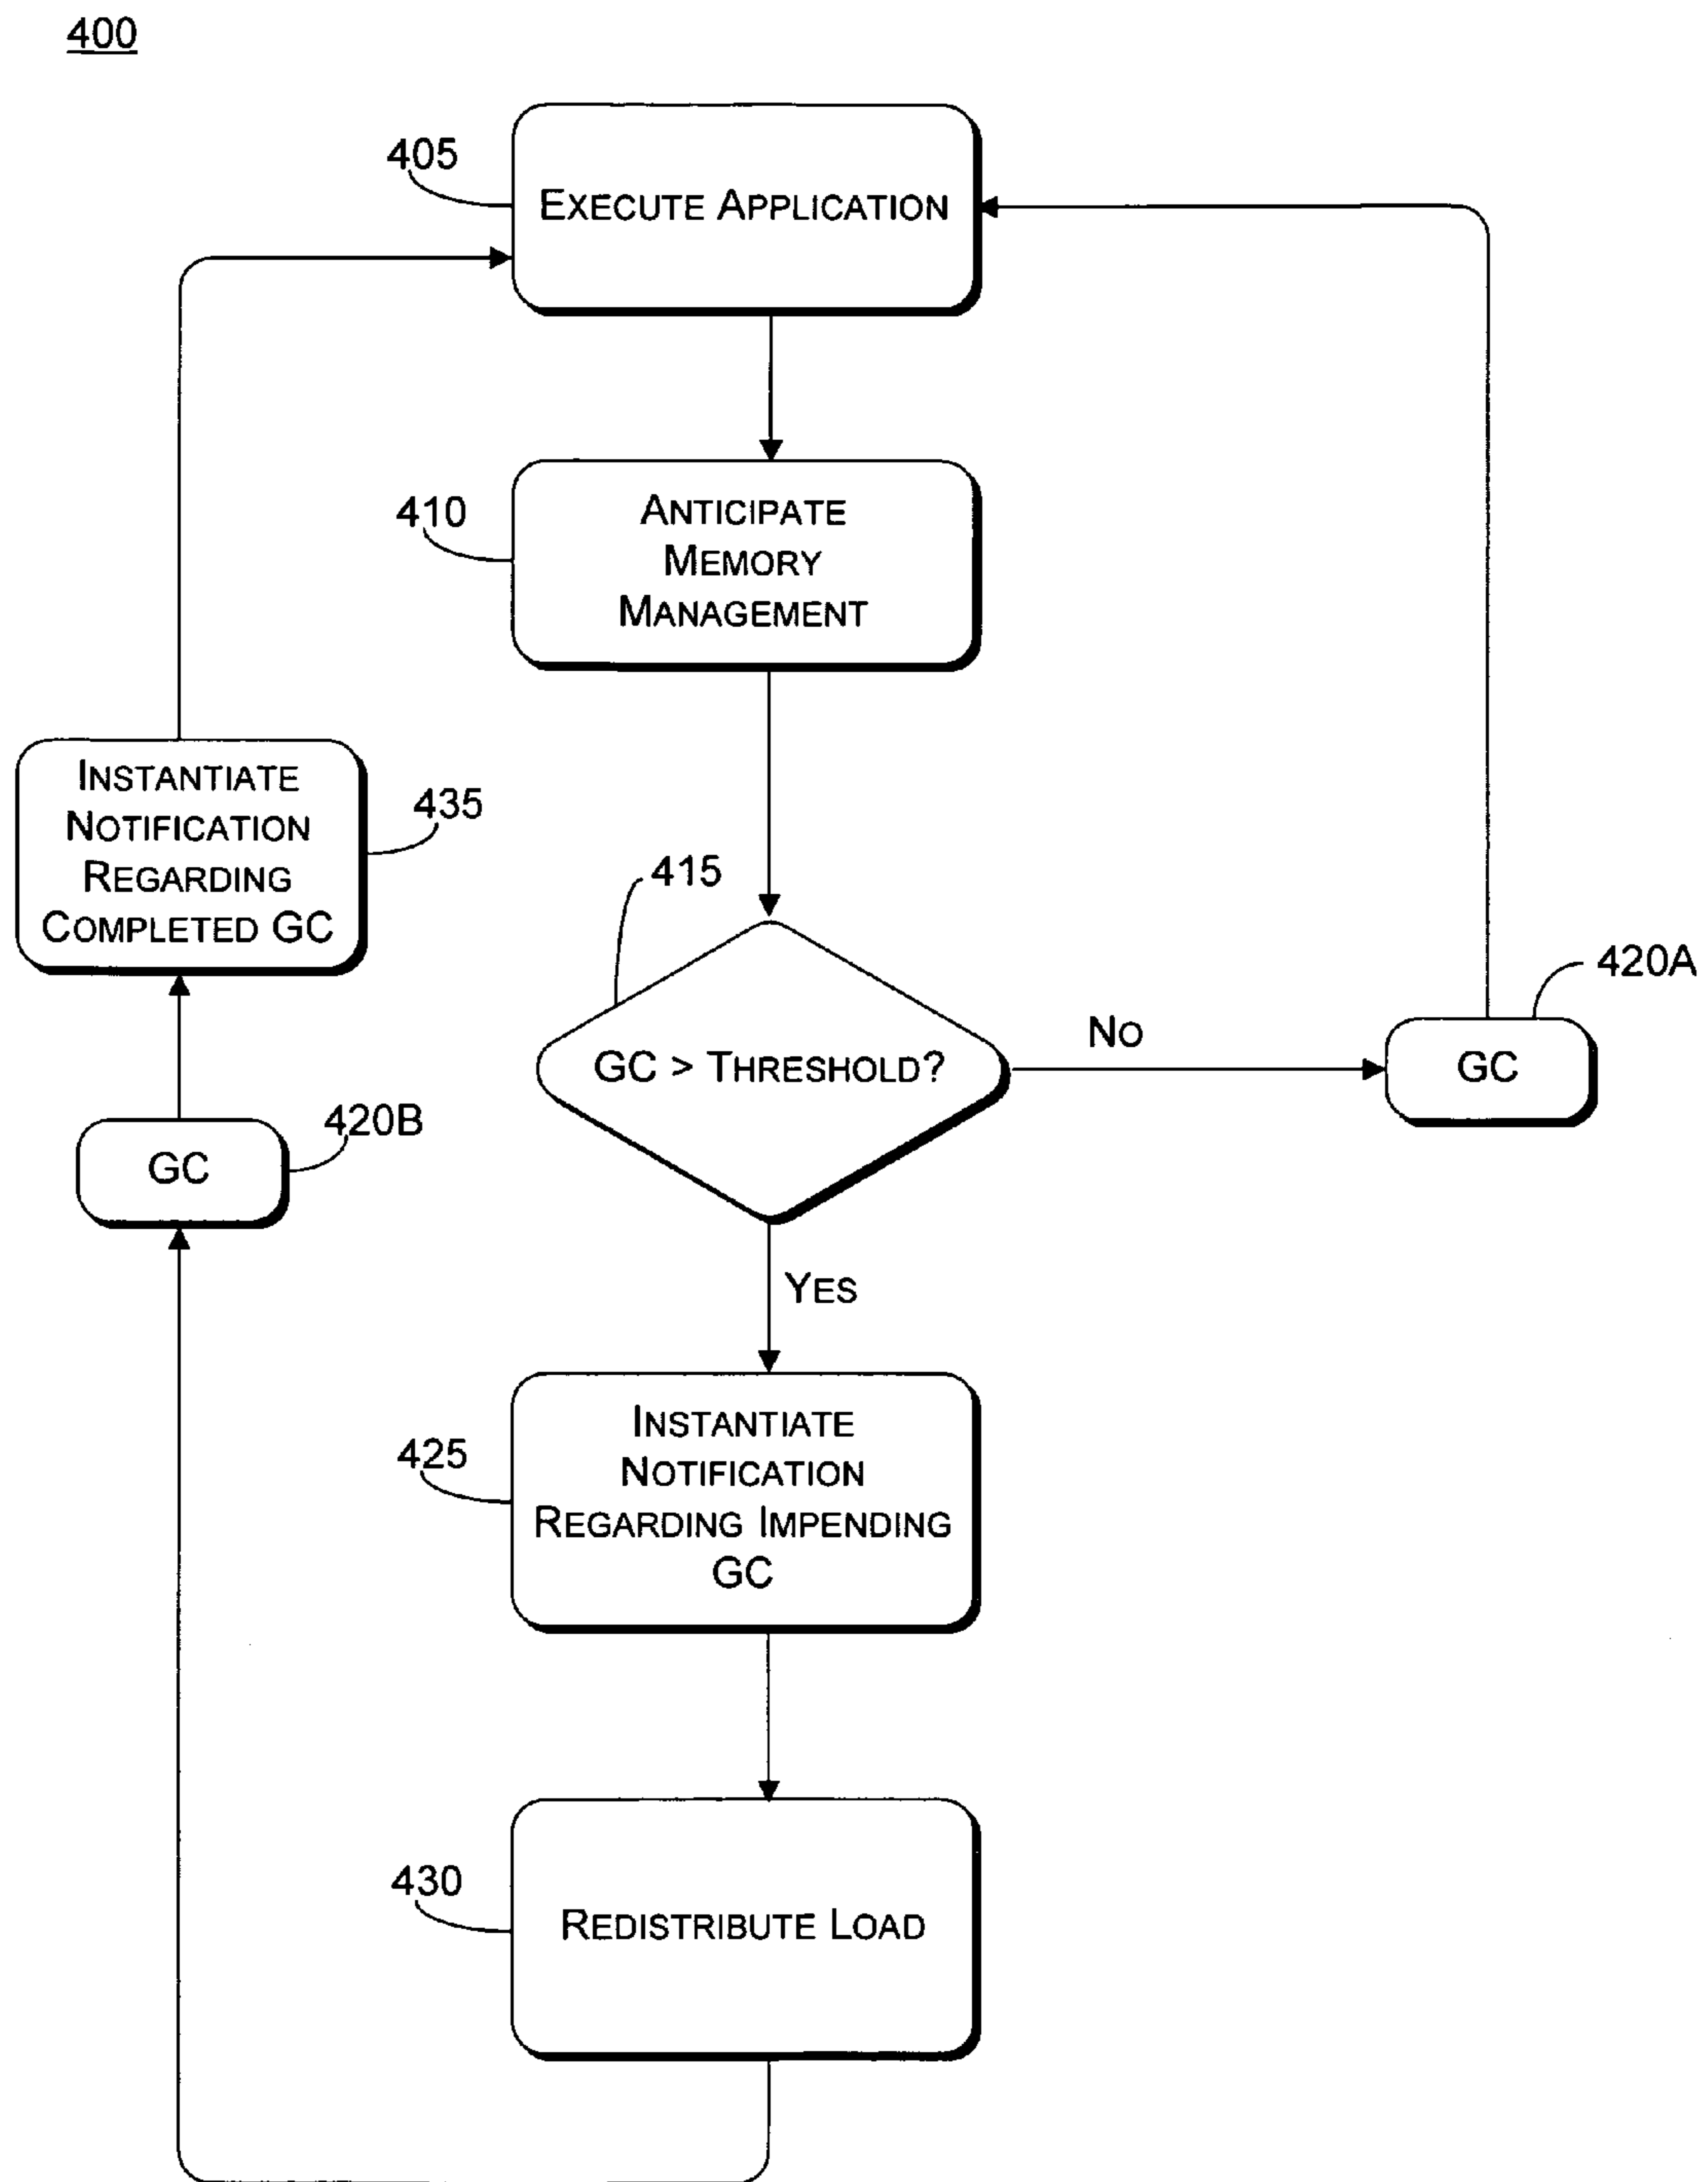 400
405
EXECUTE APPLICATION
410
ANTICIPATE
MEMORY
MANAGEMENT
INSTANTIATE
NOTIFICATION
REGARDING
COMPLETED GC
435
415
GC > THRESHOLD?
NO
420A
GC
420B
GC
YES
425
INSTANTIATE
NOTIFICATION
REGARDING IMPENDING
GC
430
REDISTRIBUTE LOAD